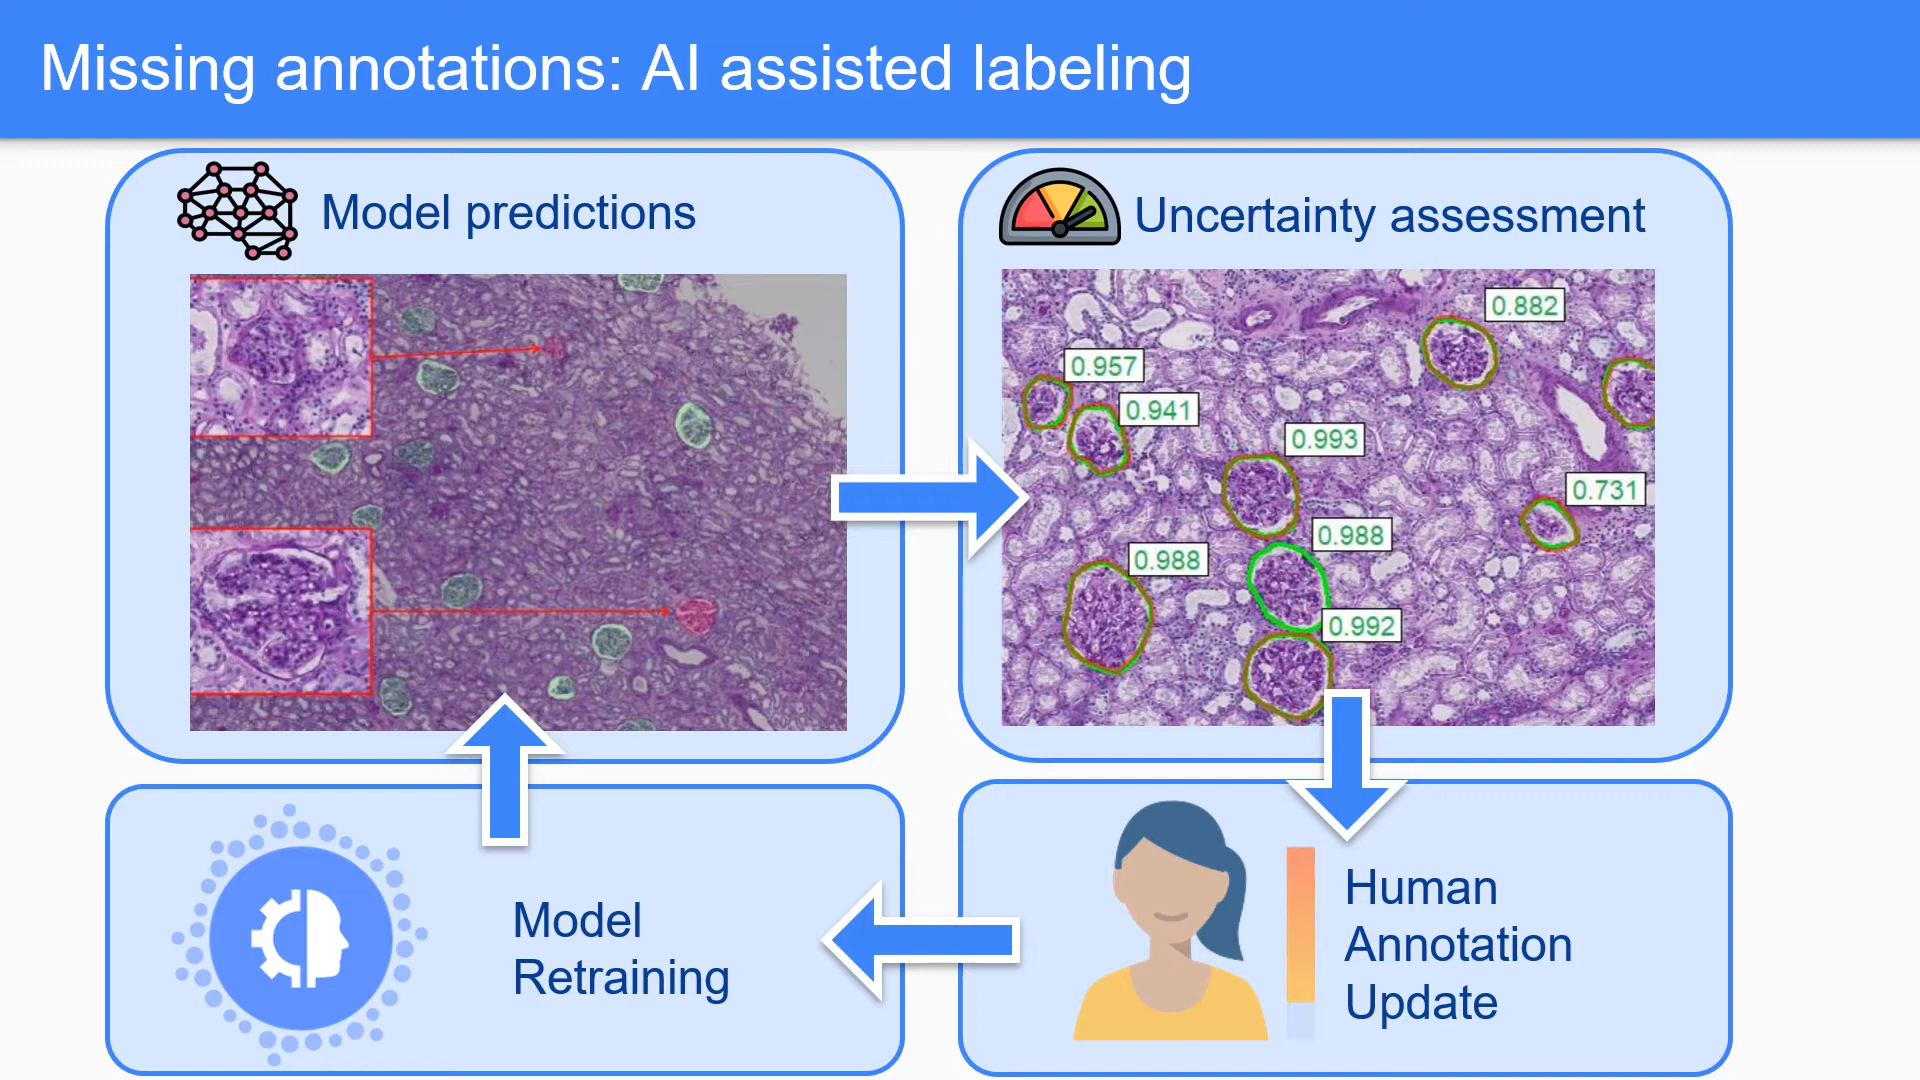 Missing annotations: AI assisted labeling
Model predictions
Uncertainty assessment
0.882
0.957
0.941
0.993
0.731
0.988
0.988
0.992
Model
Retraining
Human
Annotation
Update